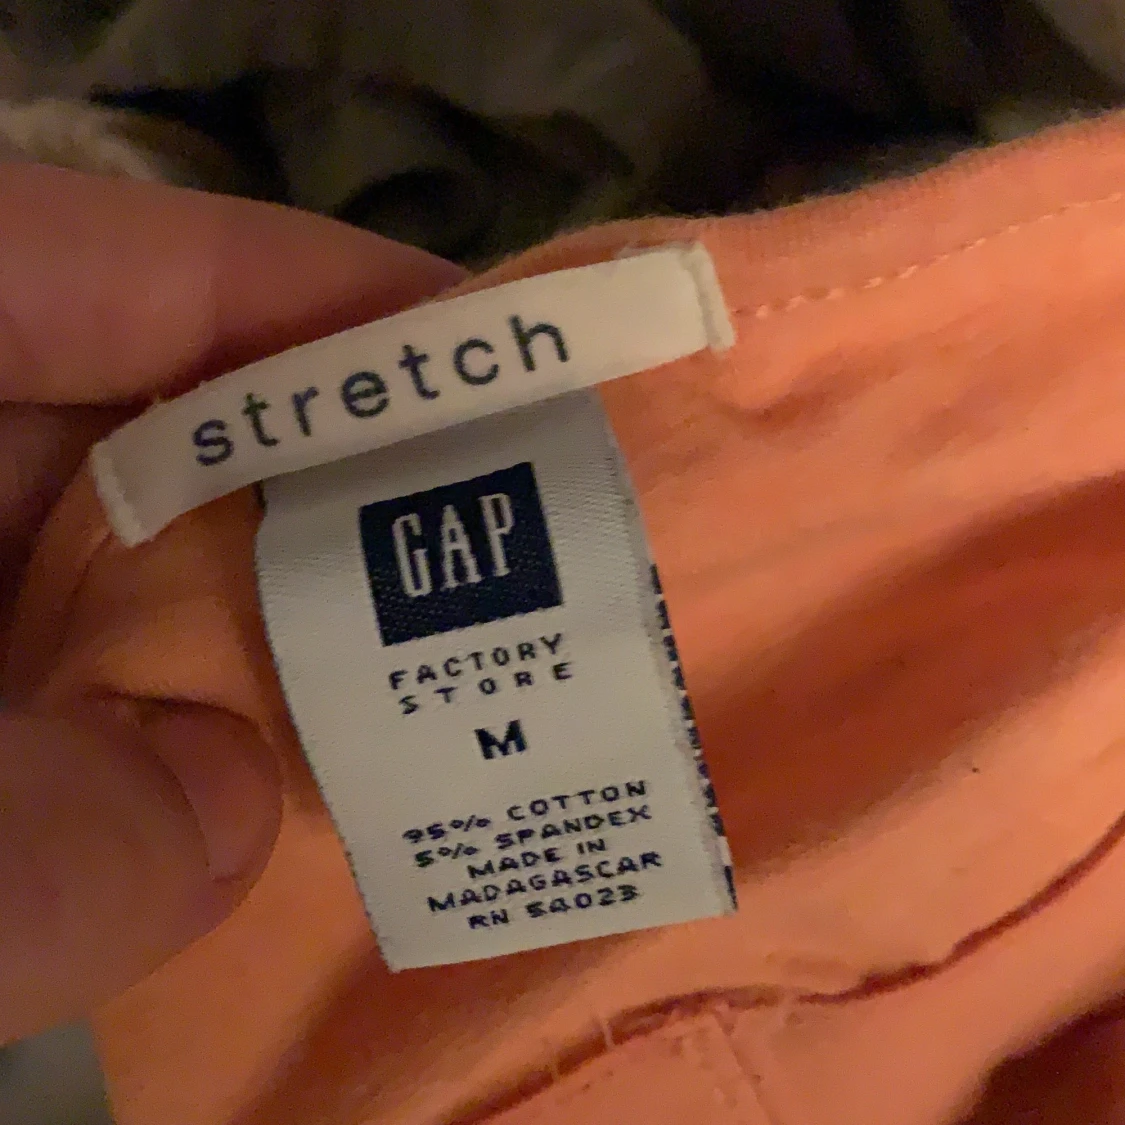 stretch
GAP
FACTORY
STORE
M
95% COTTON
5% SPANDEX
MADE IN
MADAGASCAR
RN 54023